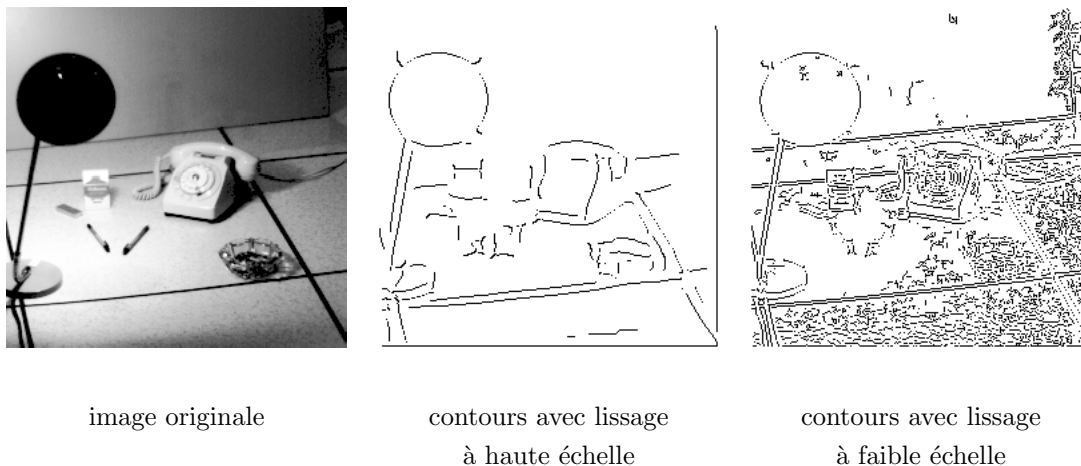 image originale
contours avec lissage
à haute échelle
contours avec lissage
à faible échelle